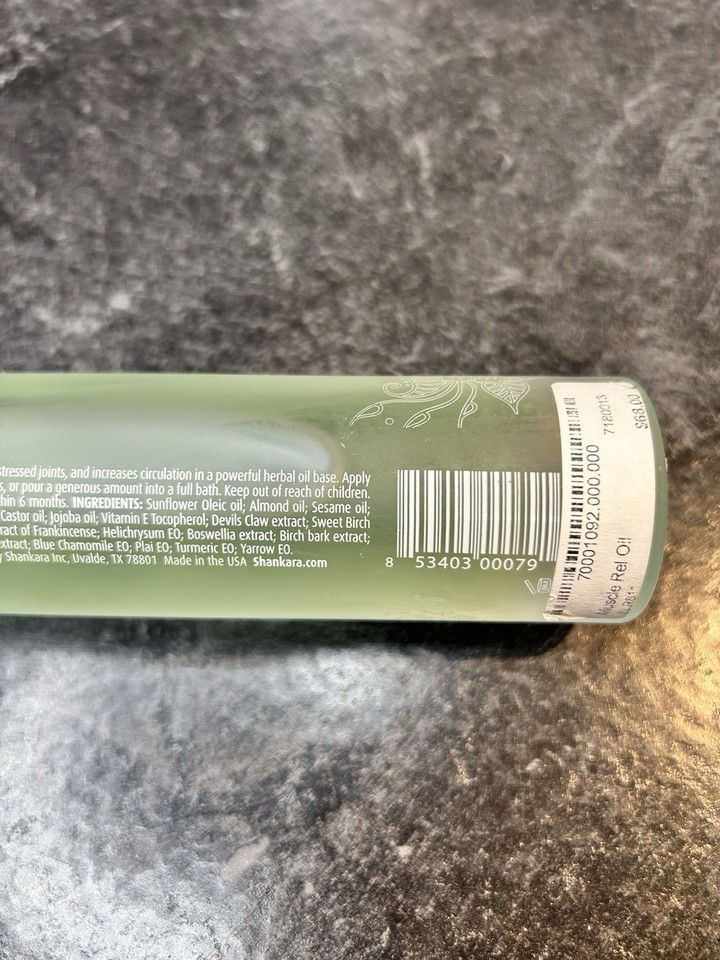 stressed joints, and increases circulation in a powerful herbal oil base. Apply
or pour a generous amount into a full bath. Keep out of reach of children.
within 6 months. INGREDIENTS: Sunflower Oleic oil; Almond oil; Sesame oil;
Castor oil; Jojoba oil; Vitamin E Tocopherol; Devils Claw extract; Sweet Birch
of Frankincense; Helichrysum EO; Boswellia extract; Birch bark extract;
extract; Blue Chamomile EO; Plai EO; Turmeric EO; Yarrow EO.
Shankara Inc, Uvalde, TX 78801 Made in the USA Shankara.com
8 53403 00079
7180213
$68.00
70001092.000.000
Muscle Rel Oil